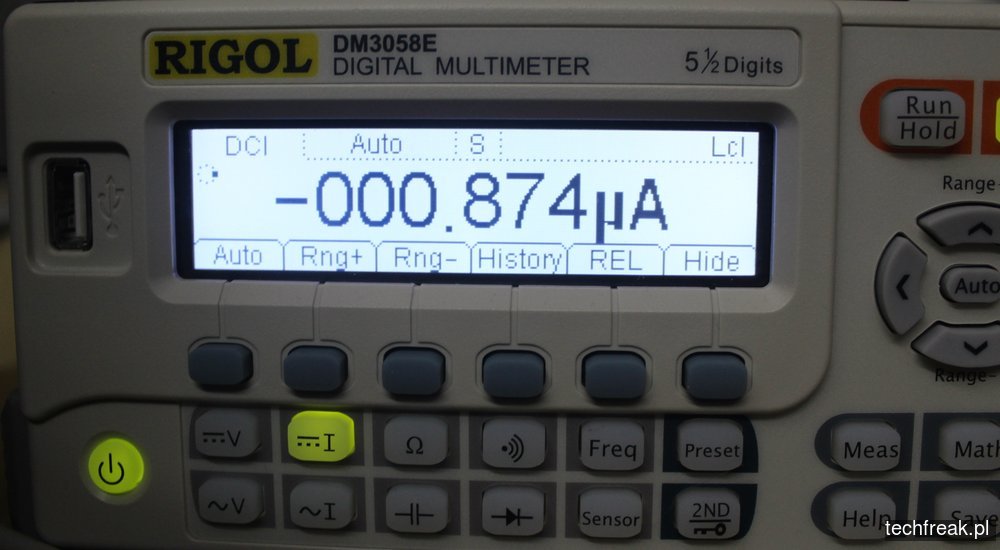 RIGOL DM3058E
DIGITAL MULTIMETER 5½ Digits
DCI Auto S Lcl
-000.874µA
Auto Rng+ Rng- History REL Hide
Run
Hold
Range-
Auto
Range-
V I Ω Freq Preset
V I Sensor 2ND
Meas Math
Help Save
techfreak.pl